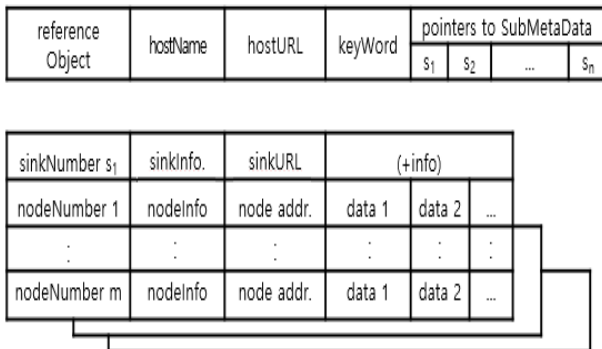 reference Object hostName hostURL keyWord pointers to SubMetaData
s₁ s₂ ... sₙ
sinkNumber s₁ sinkInfo. sinkURL (+info)
nodeNumber 1 nodeInfo node addr. data 1 data 2 ...
: : : : : :
nodeNumber m nodeInfo node addr. data 1 data 2 ...